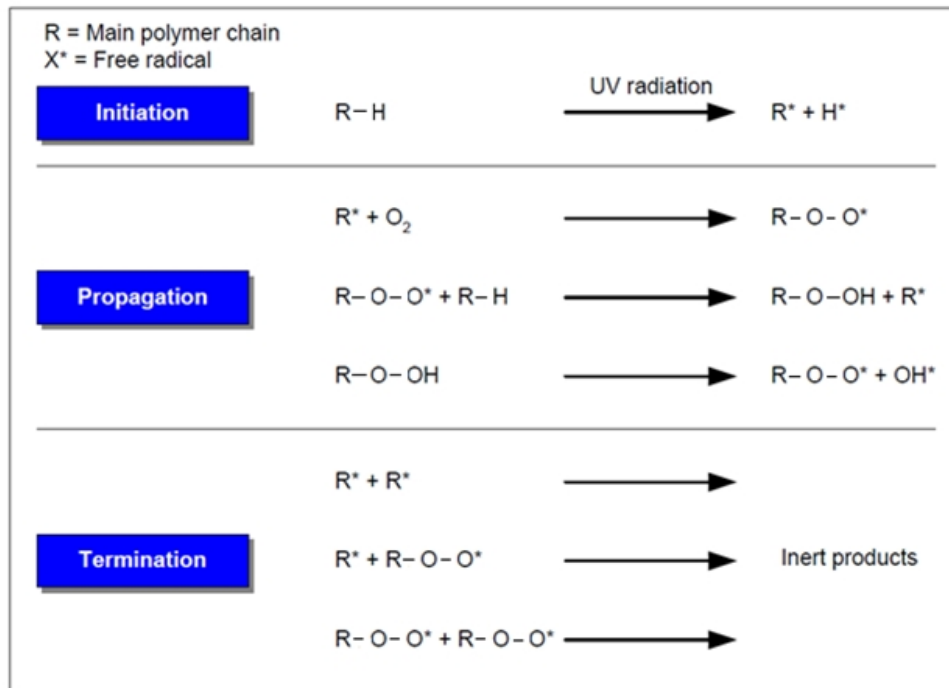 R = Main polymer chain
X* = Free radical
UV radiation
Initiation R–H R* + H*
R* + O₂ R–O–O*
Propagation R–O–O* + R–H R–O–OH + R*
R–O–OH R–O–O* + OH*
R* + R*
Termination R* + R–O–O* Inert products
R–O–O* + R–O–O*